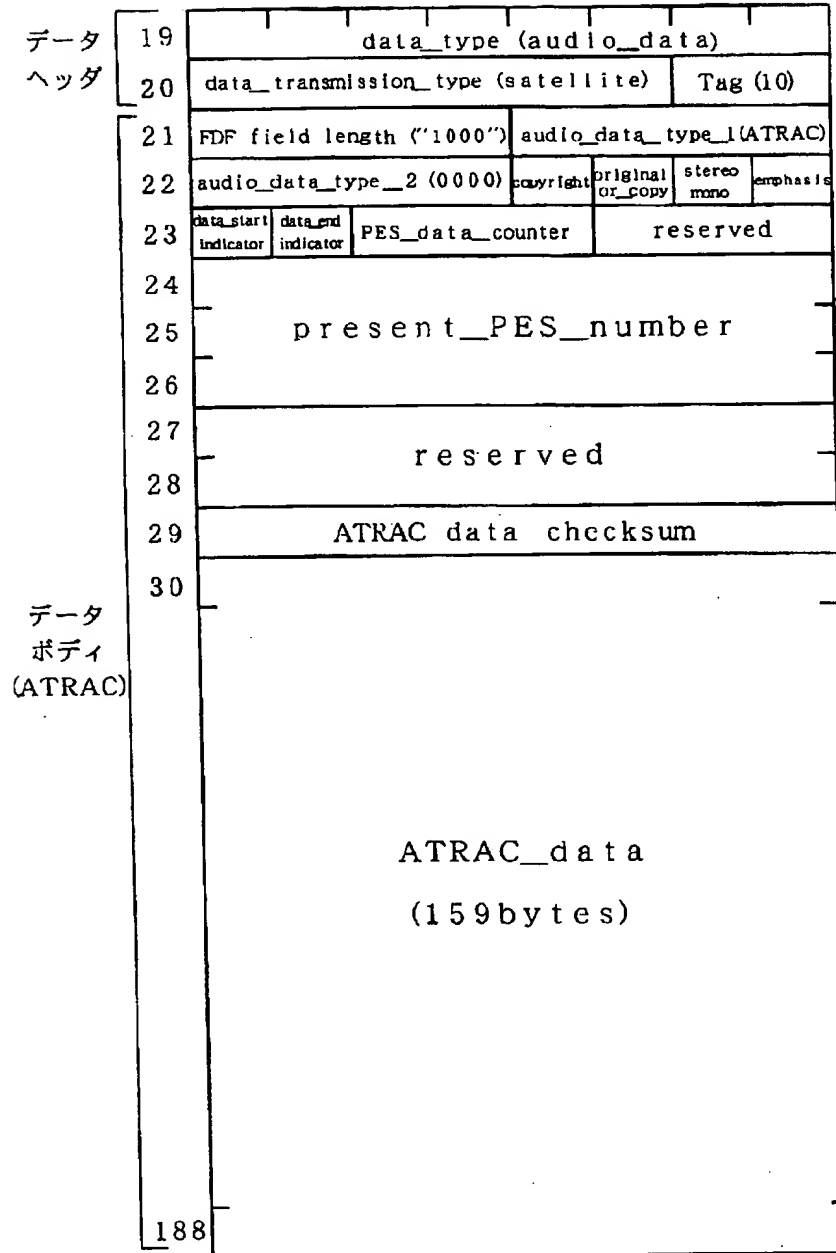 データ
ヘッダ
19 data_type (audio_data)
20 data_transmission_type (satellite) Tag (10)
21 FDF field length ("1000") audio_data_type_1(ATRAC)
22 audio_data_type_2 (0000) copyright original or_copy stereo mono emphasis
23 data_start indicator data_end indicator PES_data_counter reserved
24
25 present_PES_number
26
27
reserved
28
29 ATRAC data checksum
30
データ
ボディ
(ATRAC)
ATRAC_data
(159bytes)
188